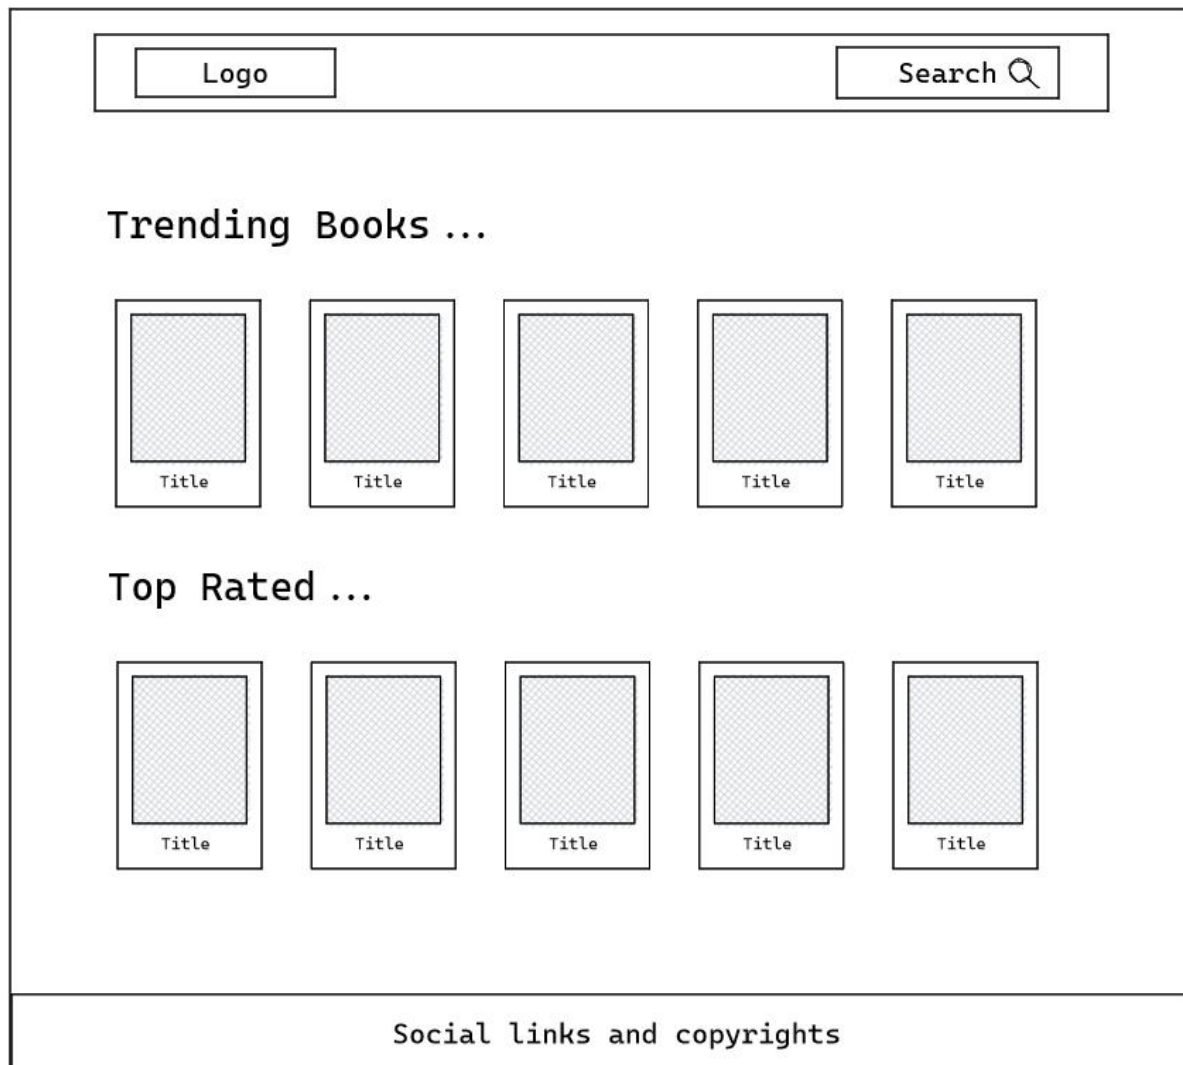 Logo
Search
Trending Books ...
Title Title Title Title Title
Top Rated ...
Title Title Title Title Title
Social links and copyrights